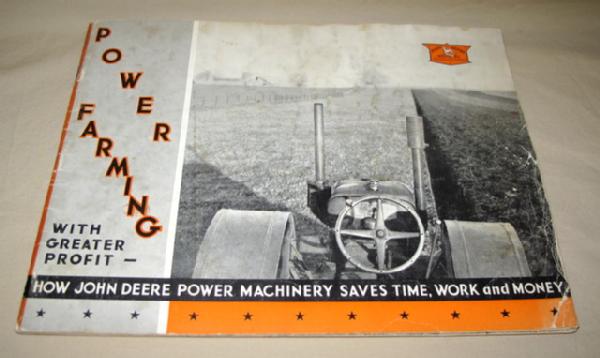 POWER
FARMING
WITH
GREATER
PROFIT —
HOW JOHN DEERE POWER MACHINERY SAVES TIME, WORK and MONEY